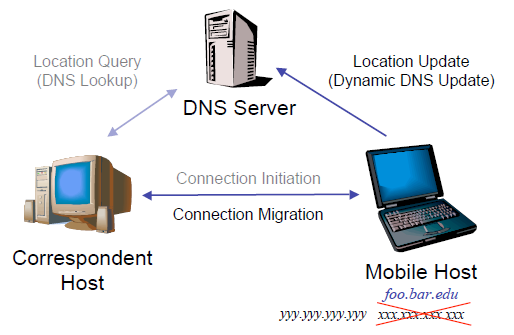 Location Query
(DNS Lookup)
Location Update
(Dynamic DNS Update)
DNS Server
Connection Initiation
Connection Migration
Correspondent
Host
Mobile Host
foo.bar.edu
yyy.yyy.yyy.yyy xxx.xxx.xxx.xxx